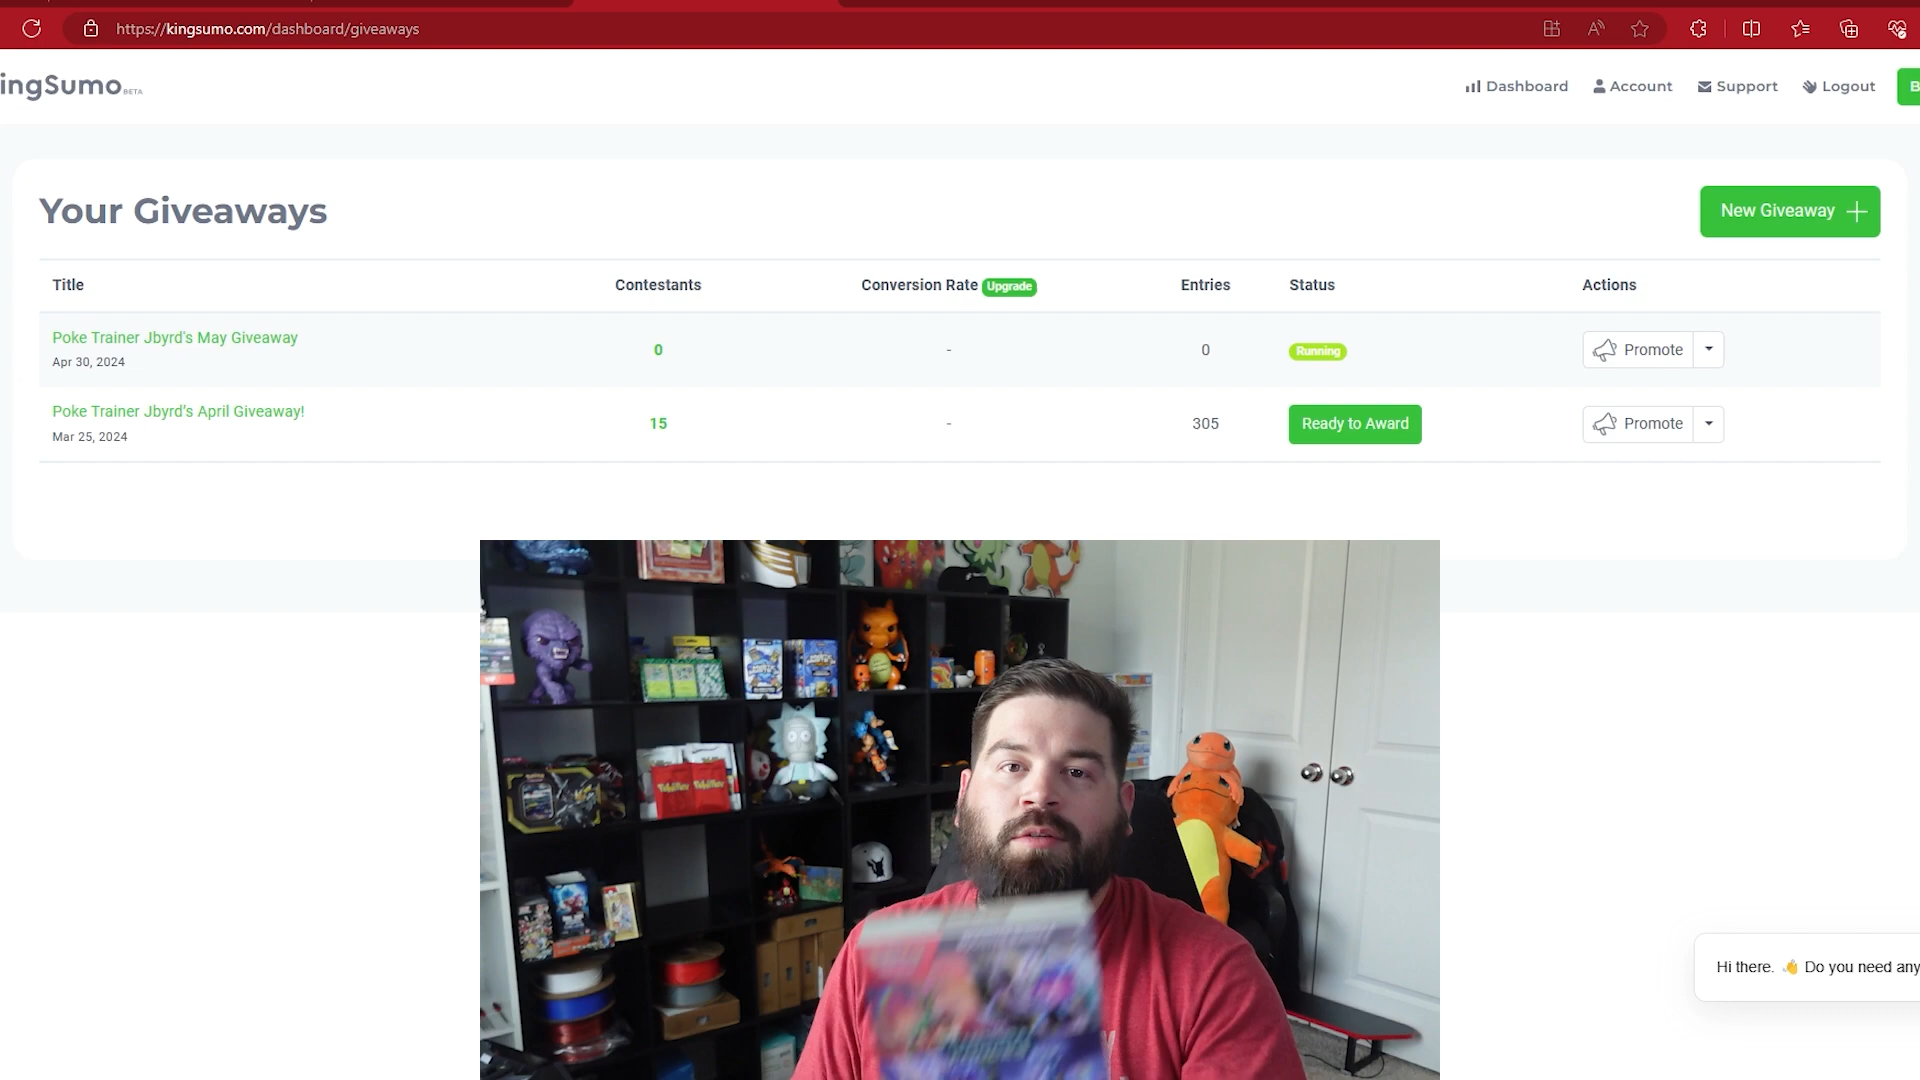 https://kingsumo.com/dashboard/giveaways
ingSumo BETA
Dashboard Account Support Logout B
Your Giveaways
New Giveaway
Title Contestants Conversion Rate Upgrade Entries Status Actions
Poke Trainer Jbyrd's May Giveaway
Apr 30, 2024
0 - 0 Running Promote
Poke Trainer Jbyrd's April Giveaway!
Mar 25, 2024
15 - 305 Ready to Award Promote
Hi there. 👋 Do you need any